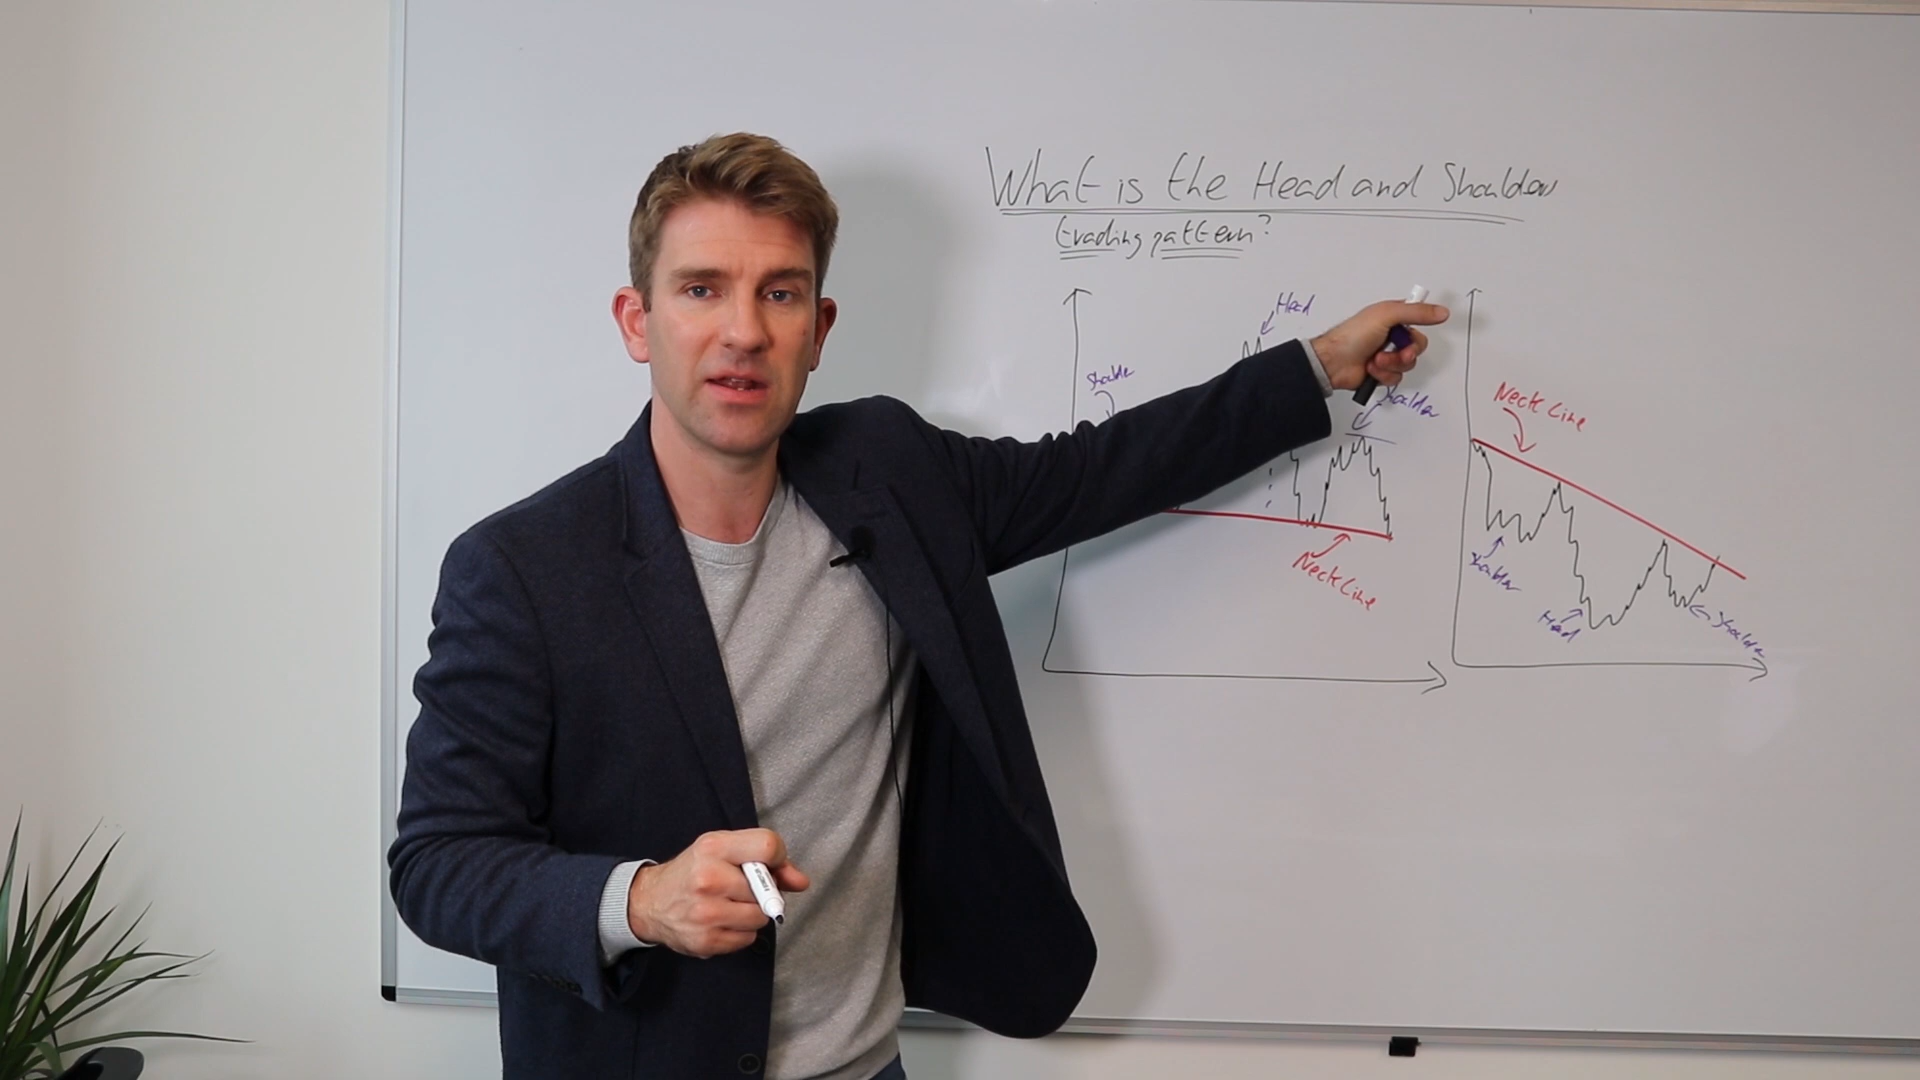 What is the Head and Shoulder
trading pattern?
Head
Shoulder
Shoulder
Neck Line
Neck Line
Shoulder
Head
Shoulder